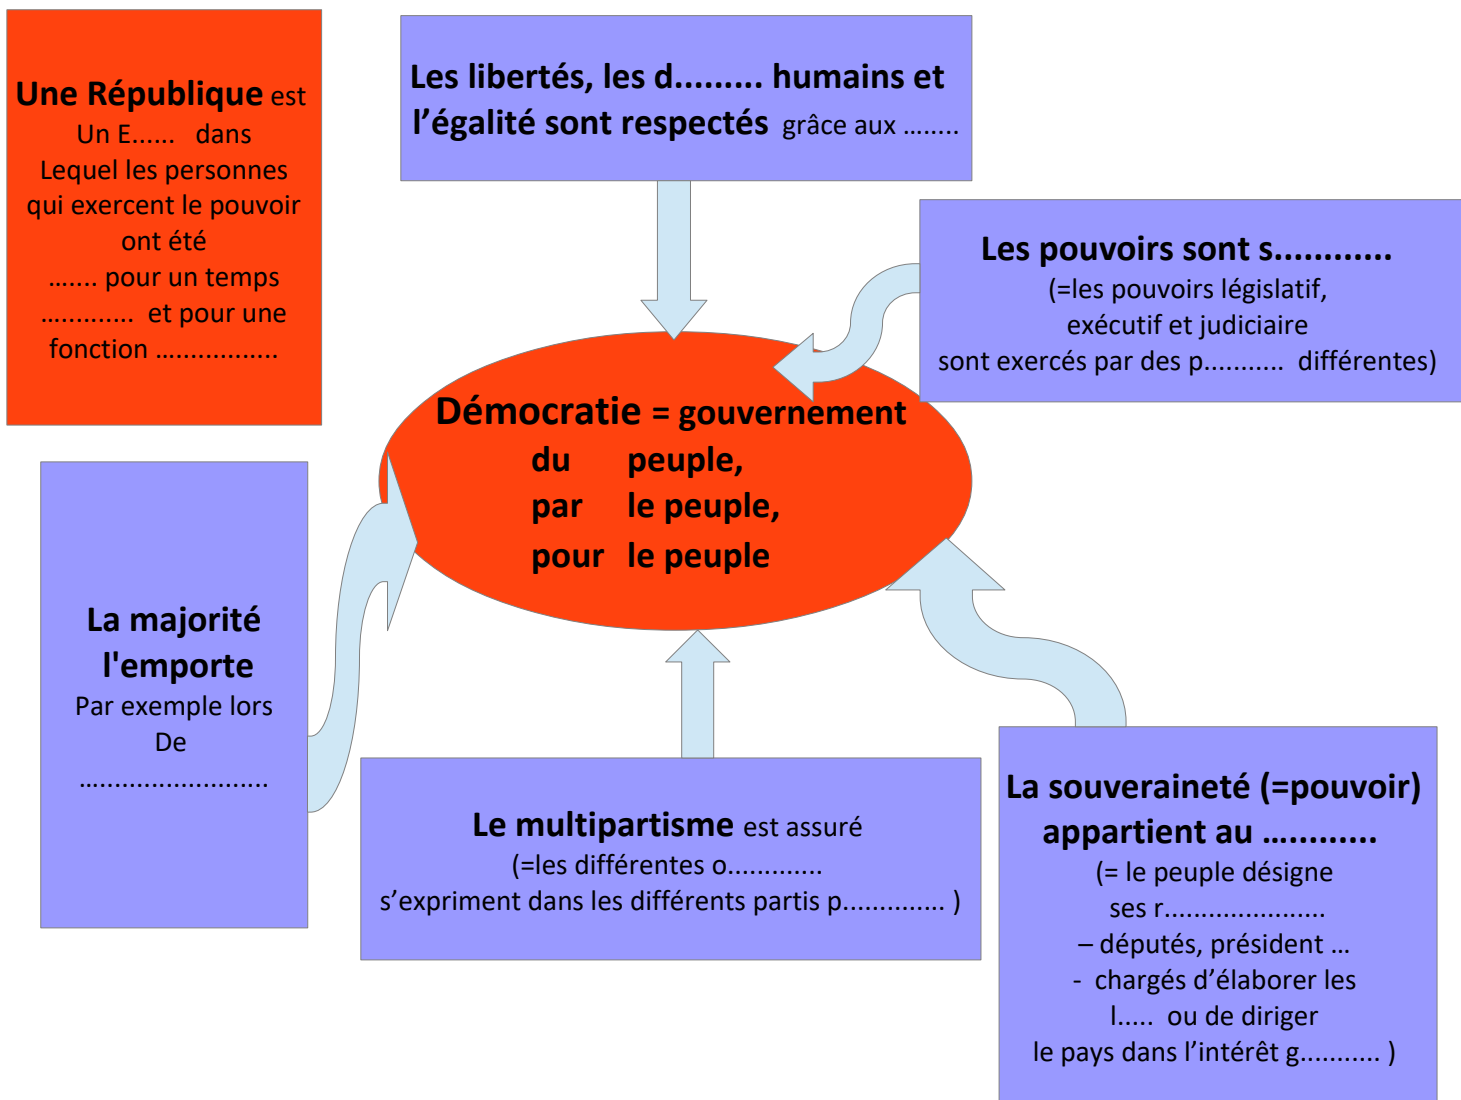 Une République est
Un E...... dans
Lequel les personnes
qui exercent le pouvoir
ont été
........ pour un temps
............. et pour une
fonction .................
Les libertés, les d......... humains et
l’égalité sont respectés grâce aux ........
Les pouvoirs sont s............
(=les pouvoirs législatif,
exécutif et judiciaire
sont exercés par des p........... différentes)
Démocratie = gouvernement
du peuple,
par le peuple,
pour le peuple
La majorité
l'emporte
Par exemple lors
De
.........................
Le multipartisme est assuré
(=les différentes o.............
s’expriment dans les différents partis p.............. )
La souveraineté (=pouvoir)
appartient au ............
(= le peuple désigne
ses r......................
– députés, président ...
- chargés d’élaborer les
l..... ou de diriger
le pays dans l’intérêt g........... )